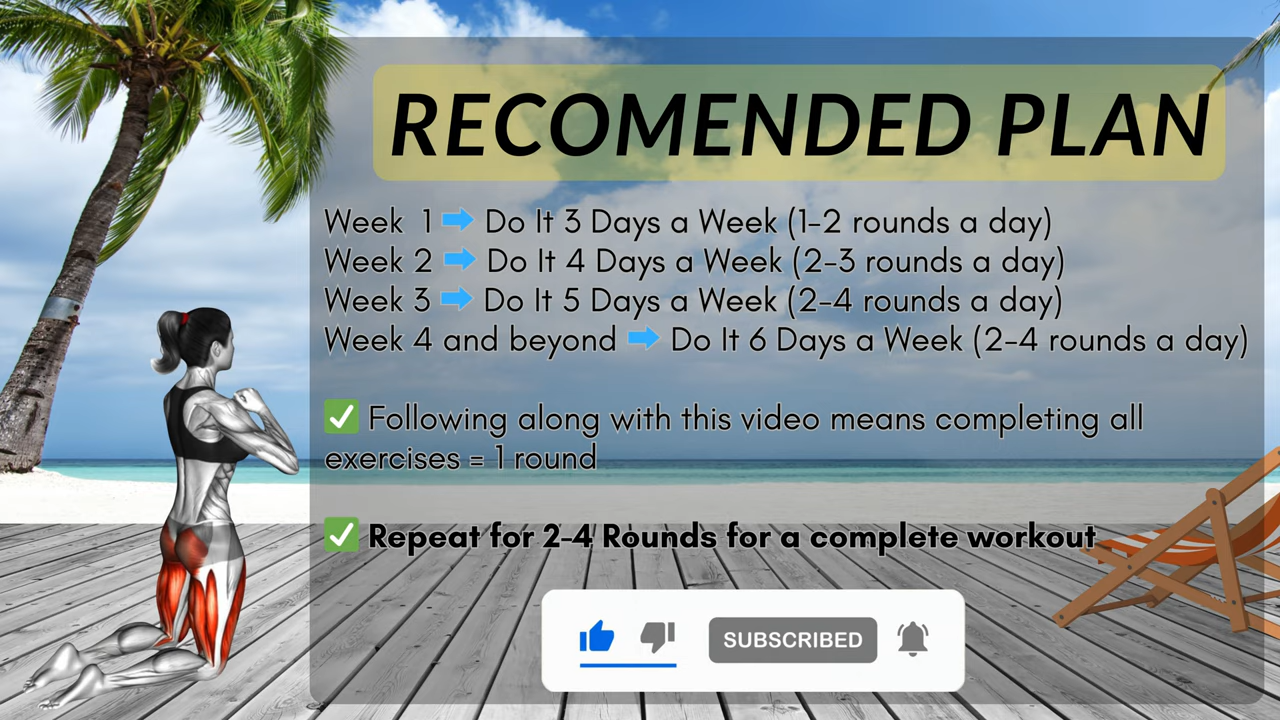 RECOMENDED PLAN
Week 1 ➡ Do It 3 Days a Week (1-2 rounds a day)
Week 2 ➡ Do It 4 Days a Week (2-3 rounds a day)
Week 3 ➡ Do It 5 Days a Week (2-4 rounds a day)
Week 4 and beyond ➡ Do It 6 Days a Week (2-4 rounds a day)
✅ Following along with this video means completing all
exercises = 1 round
✅ Repeat for 2-4 Rounds for a complete workout
SUBSCRIBED